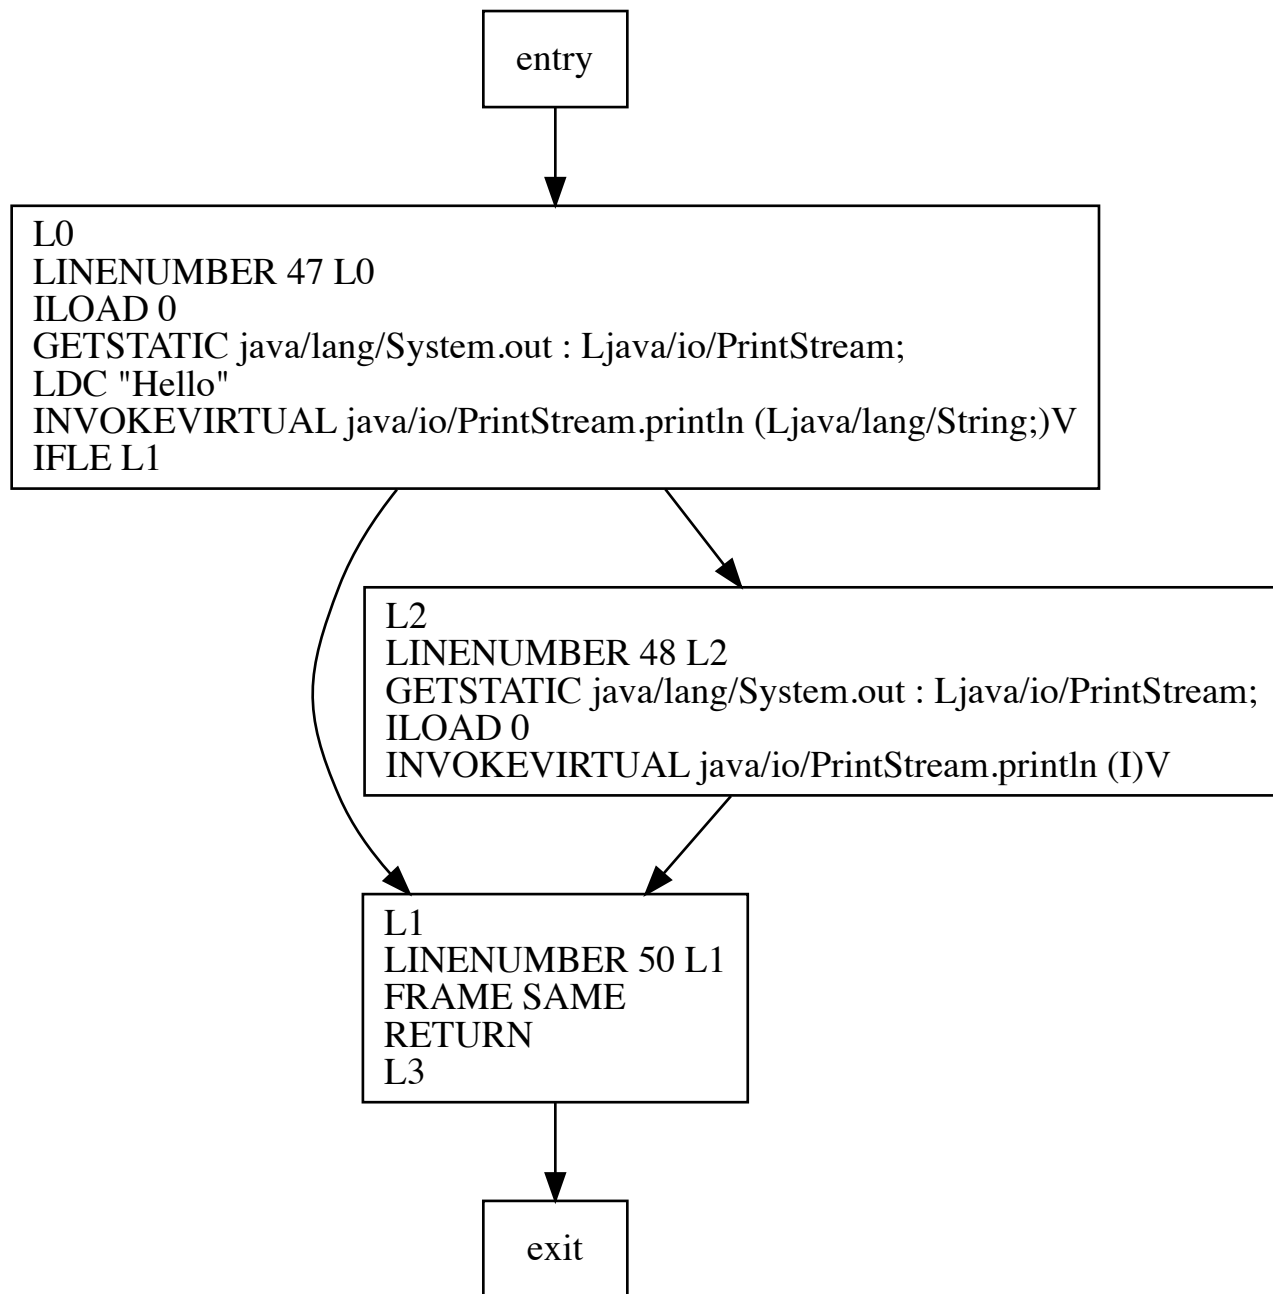 entry
L0
LINENUMBER 47 L0
ILOAD 0
GETSTATIC java/lang/System.out : Ljava/io/PrintStream;
LDC "Hello"
INVOKEVIRTUAL java/io/PrintStream.println (Ljava/lang/String;)V
IFLE L1
L2
LINENUMBER 48 L2
GETSTATIC java/lang/System.out : Ljava/io/PrintStream;
ILOAD 0
INVOKEVIRTUAL java/io/PrintStream.println (I)V
L1
LINENUMBER 50 L1
FRAME SAME
RETURN
L3
exit